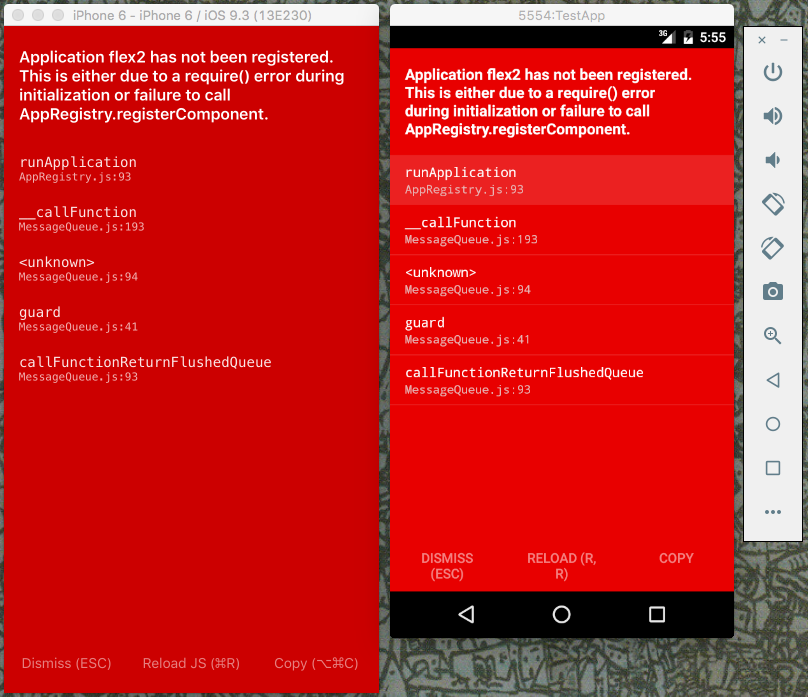 iPhone 6 - iPhone 6 / iOS 9.3 (13E230)
Application flex2 has not been registered.
This is either due to a require() error during
initialization or failure to call
AppRegistry.registerComponent.
runApplication
AppRegistry.js:93
__callFunction
MessageQueue.js:193
<unknown>
MessageQueue.js:94
guard
MessageQueue.js:41
callFunctionReturnFlushedQueue
MessageQueue.js:93
Dismiss (ESC) Reload JS (⌘R) Copy (⌥⌘C)
5554:TestApp
3G 5:55
Application flex2 has not been registered.
This is either due to a require() error
during initialization or failure to call
AppRegistry.registerComponent.
runApplication
AppRegistry.js:93
__callFunction
MessageQueue.js:193
<unknown>
MessageQueue.js:94
guard
MessageQueue.js:41
callFunctionReturnFlushedQueue
MessageQueue.js:93
DISMISS
(ESC)
RELOAD (R,
R)
COPY